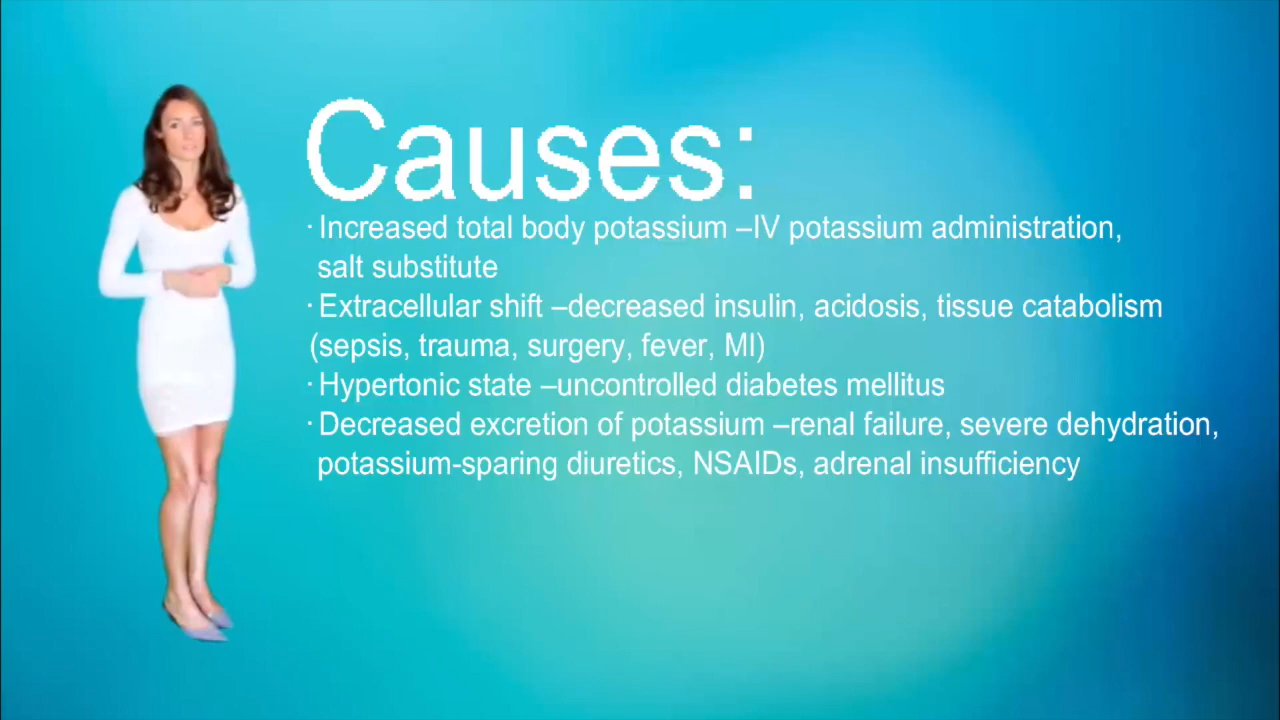 Causes:
· Increased total body potassium –IV potassium administration,
salt substitute
· Extracellular shift –decreased insulin, acidosis, tissue catabolism
(sepsis, trauma, surgery, fever, MI)
· Hypertonic state –uncontrolled diabetes mellitus
· Decreased excretion of potassium –renal failure, severe dehydration,
potassium-sparing diuretics, NSAIDs, adrenal insufficiency